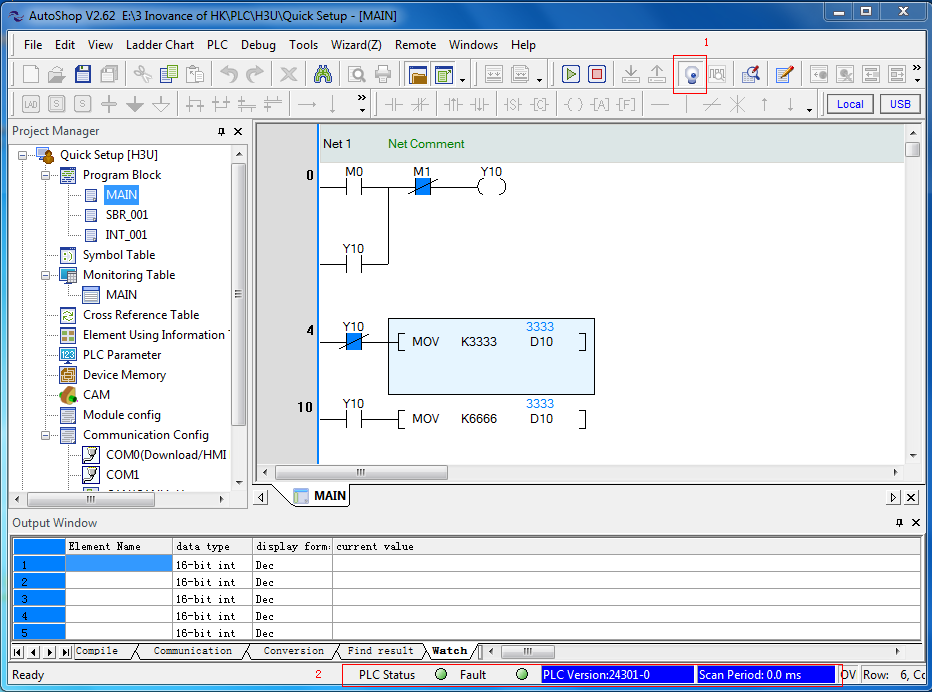 AutoShop V2.62 E:\3 Inovance of HK\PLC\H3U\Quick Setup - [MAIN]
File Edit View Ladder Chart PLC Debug Tools Wizard(Z) Remote Windows Help
1
LAD S S
Local USB
Project Manager
Quick Setup [H3U]
Program Block
MAIN
SBR_001
INT_001
Symbol Table
Monitoring Table
MAIN
Cross Reference Table
Element Using Information
PLC Parameter
Device Memory
CAM
Module config
Communication Config
COM0(Download/HMI
COM1
Net 1 Net Comment
0 M0 M1 Y10
Y10
4 Y10 3333
MOV K3333 D10
10 Y10 3333
MOV K6666 D10
MAIN
Output Window
Element Name data type display form: current value
1 16-bit int Dec
2 16-bit int Dec
3 16-bit int Dec
4 16-bit int Dec
5 16-bit int Dec
Compile Communication Conversion Find result Watch
Ready 2 PLC Status Fault PLC Version:24301-0 Scan Period: 0.0 ms OV Row: 6, Cc